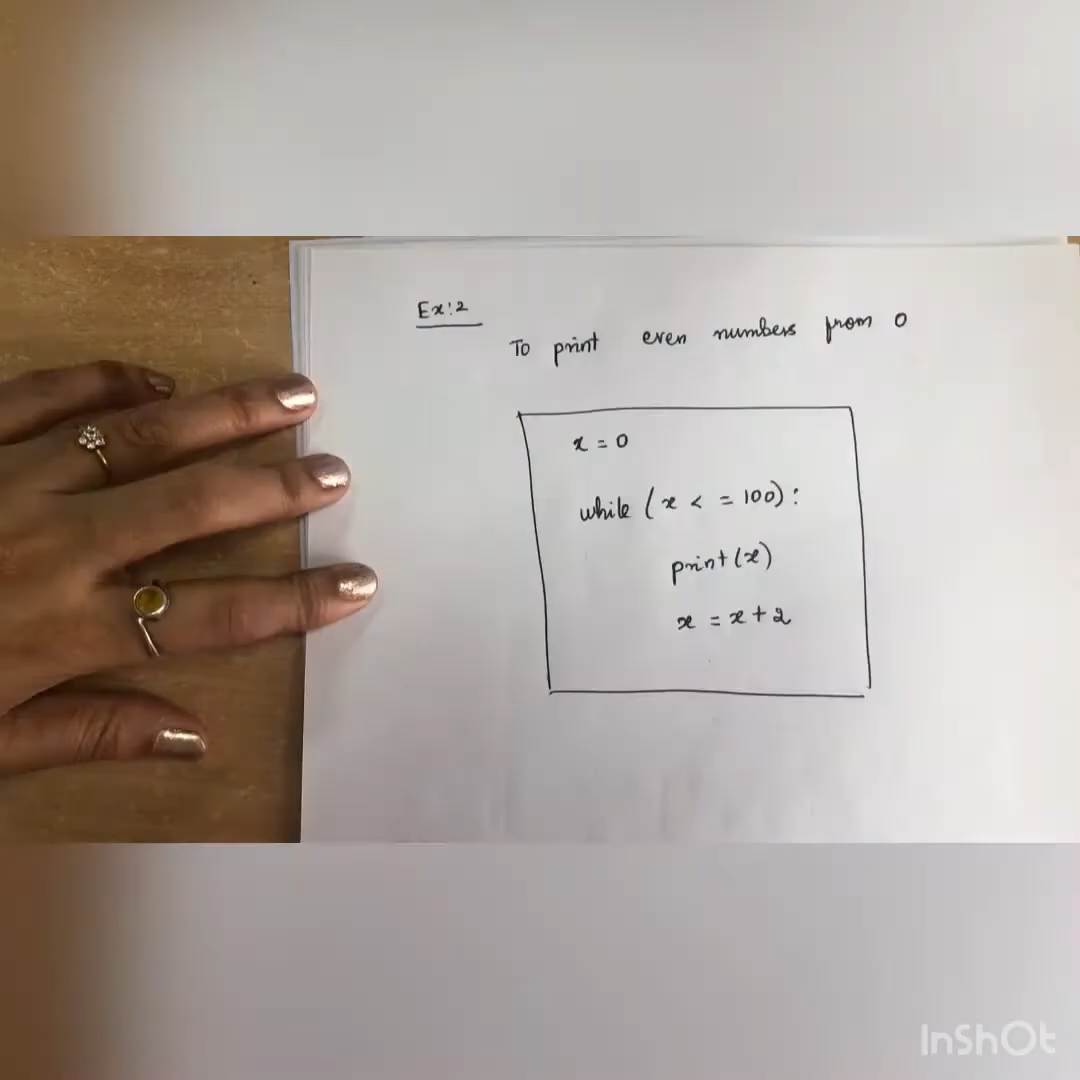 Ex:2
To print even numbers from 0
x = 0
while (x < = 100):
print(x)
x = x+2
InShOt